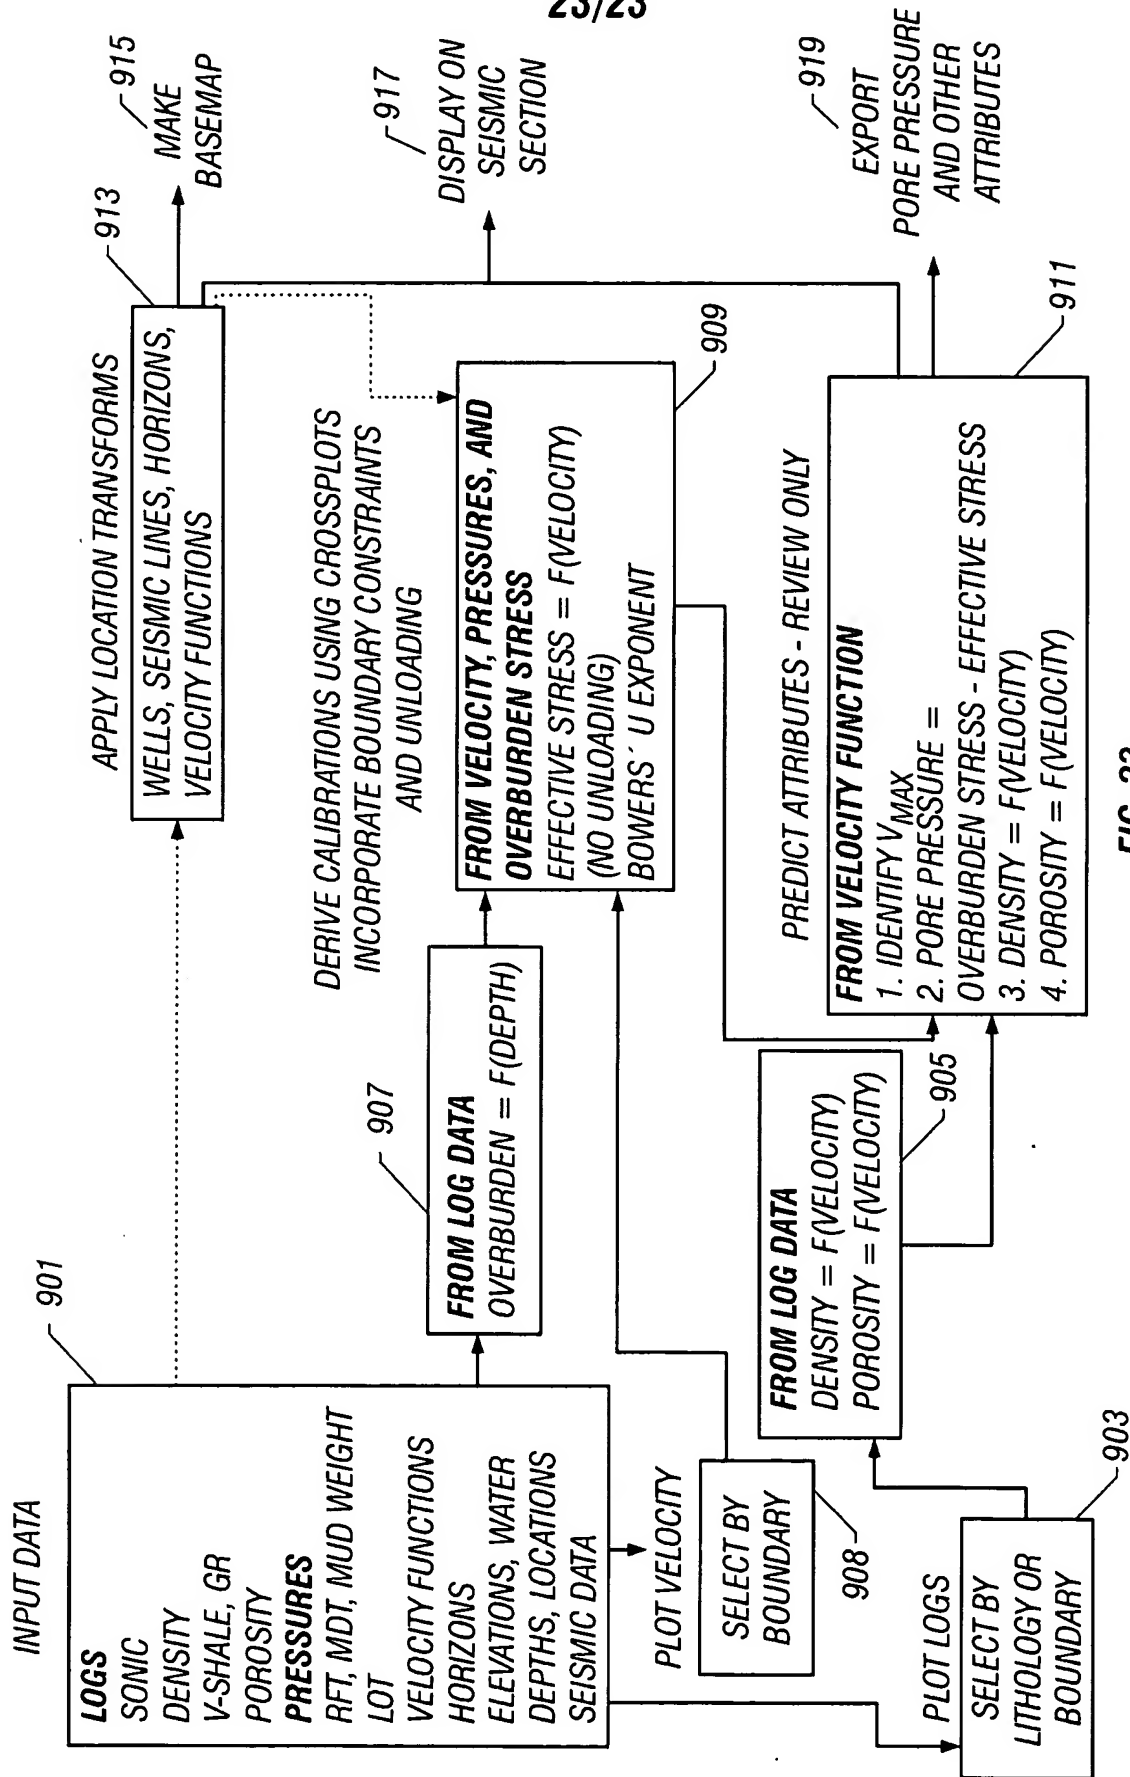 23/23
INPUT DATA
901
LOGS
SONIC
DENSITY
V-SHALE, GR
POROSITY
PRESSURES
RFT, MDT, MUD WEIGHT
LOT
VELOCITY FUNCTIONS
HORIZONS
ELEVATIONS, WATER
DEPTHS, LOCATIONS
SEISMIC DATA
APPLY LOCATION TRANSFORMS
913
WELLS, SEISMIC LINES, HORIZONS,
VELOCITY FUNCTIONS
915
MAKE
BASEMAP
907
FROM LOG DATA
OVERBURDEN = F(DEPTH)
DERIVE CALIBRATIONS USING CROSSPLOTS
INCORPORATE BOUNDARY CONSTRAINTS
AND UNLOADING
FROM VELOCITY, PRESSURES, AND
OVERBURDEN STRESS
EFFECTIVE STRESS = F(VELOCITY)
(NO UNLOADING)
BOWERS´ U EXPONENT
909
917
DISPLAY ON
SEISMIC
SECTION
PLOT VELOCITY
SELECT BY
BOUNDARY
908
PLOT LOGS
SELECT BY
LITHOLOGY OR
BOUNDARY
903
FROM LOG DATA
DENSITY = F(VELOCITY)
POROSITY = F(VELOCITY)
905
PREDICT ATTRIBUTES - REVIEW ONLY
FROM VELOCITY FUNCTION
1. IDENTIFY VMAX
2. PORE PRESSURE =
OVERBURDEN STRESS - EFFECTIVE STRESS
3. DENSITY = F(VELOCITY)
4. POROSITY = F(VELOCITY)
911
919
EXPORT
PORE PRESSURE
AND OTHER
ATTRIBUTES